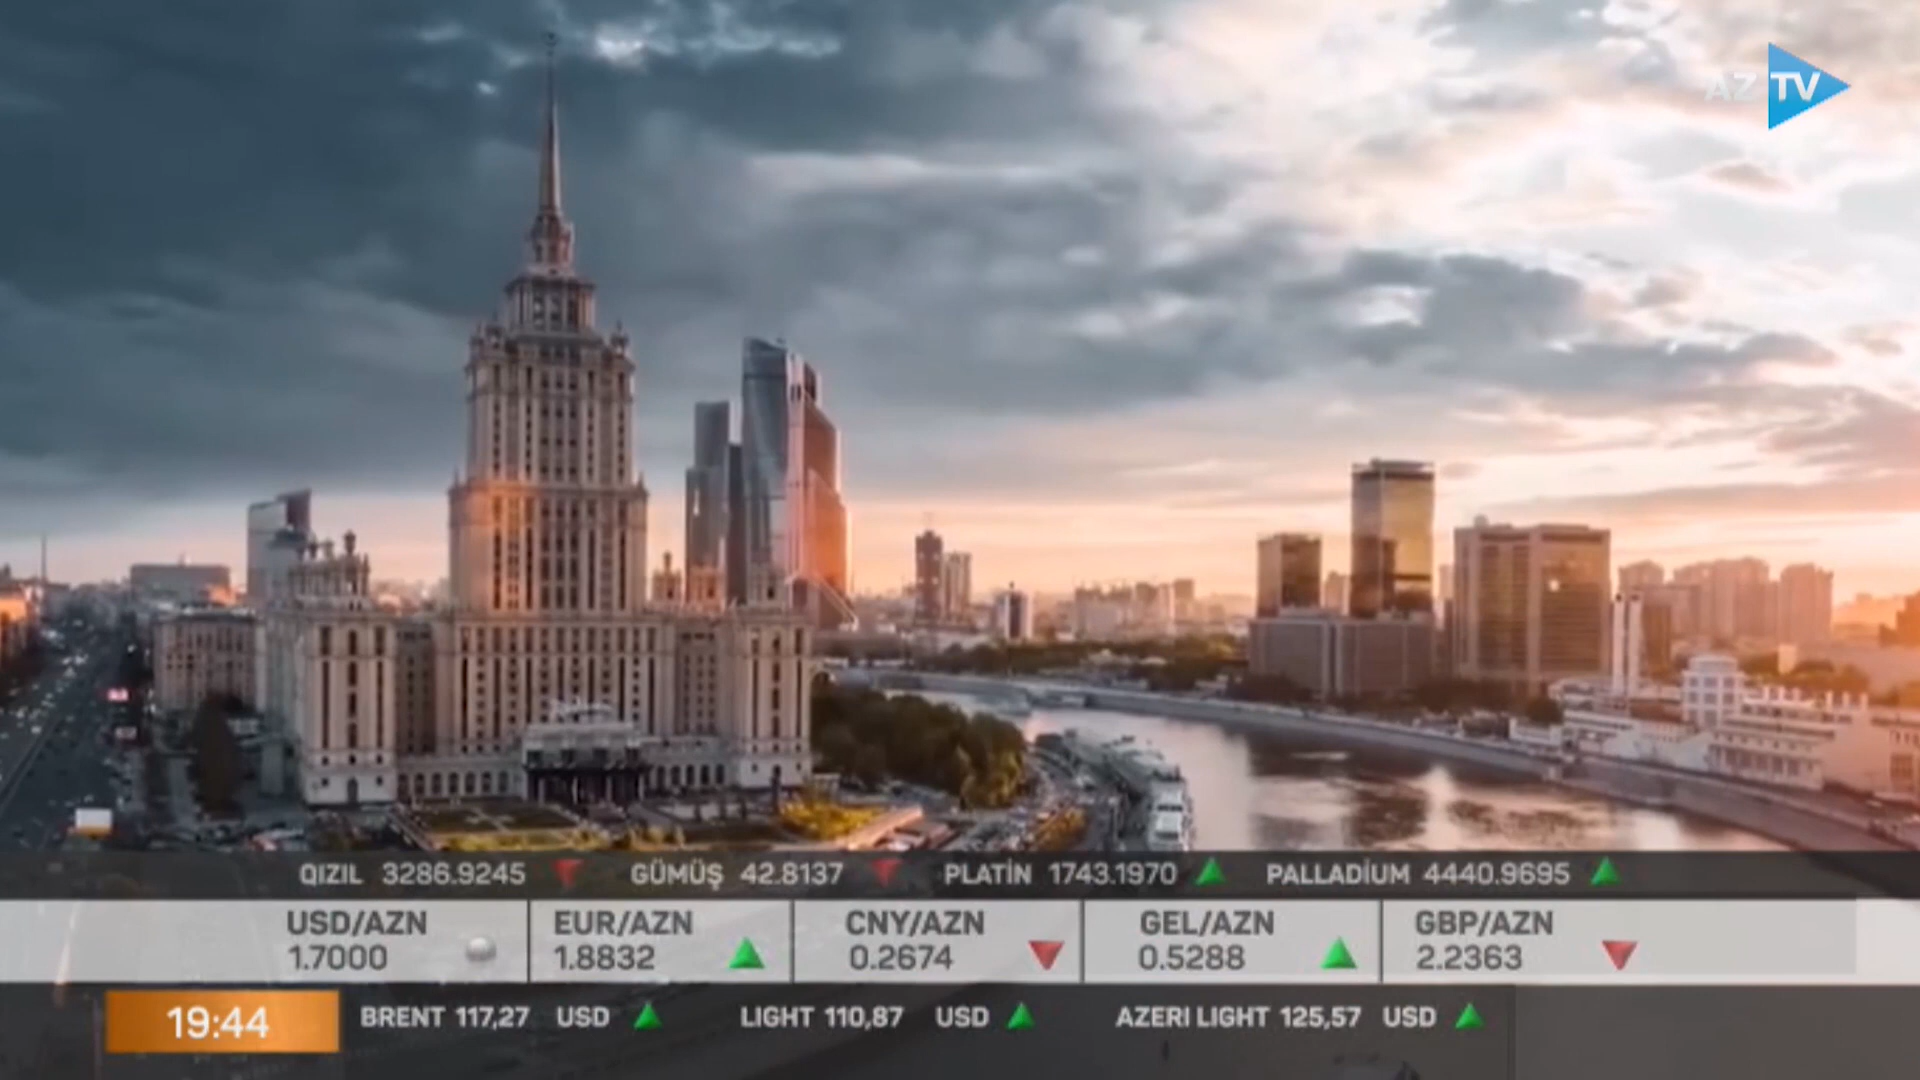 AZ TV
QIZIL 3286.9245 GÜMÜŞ 42.8137 PLATİN 1743.1970 PALLADİUM 4440.9695
USD/AZN EUR/AZN CNY/AZN GEL/AZN GBP/AZN
1.7000 1.8832 0.2674 0.5288 2.2363
19:44 BRENT 117,27 USD LIGHT 110,87 USD AZERI LIGHT 125,57 USD